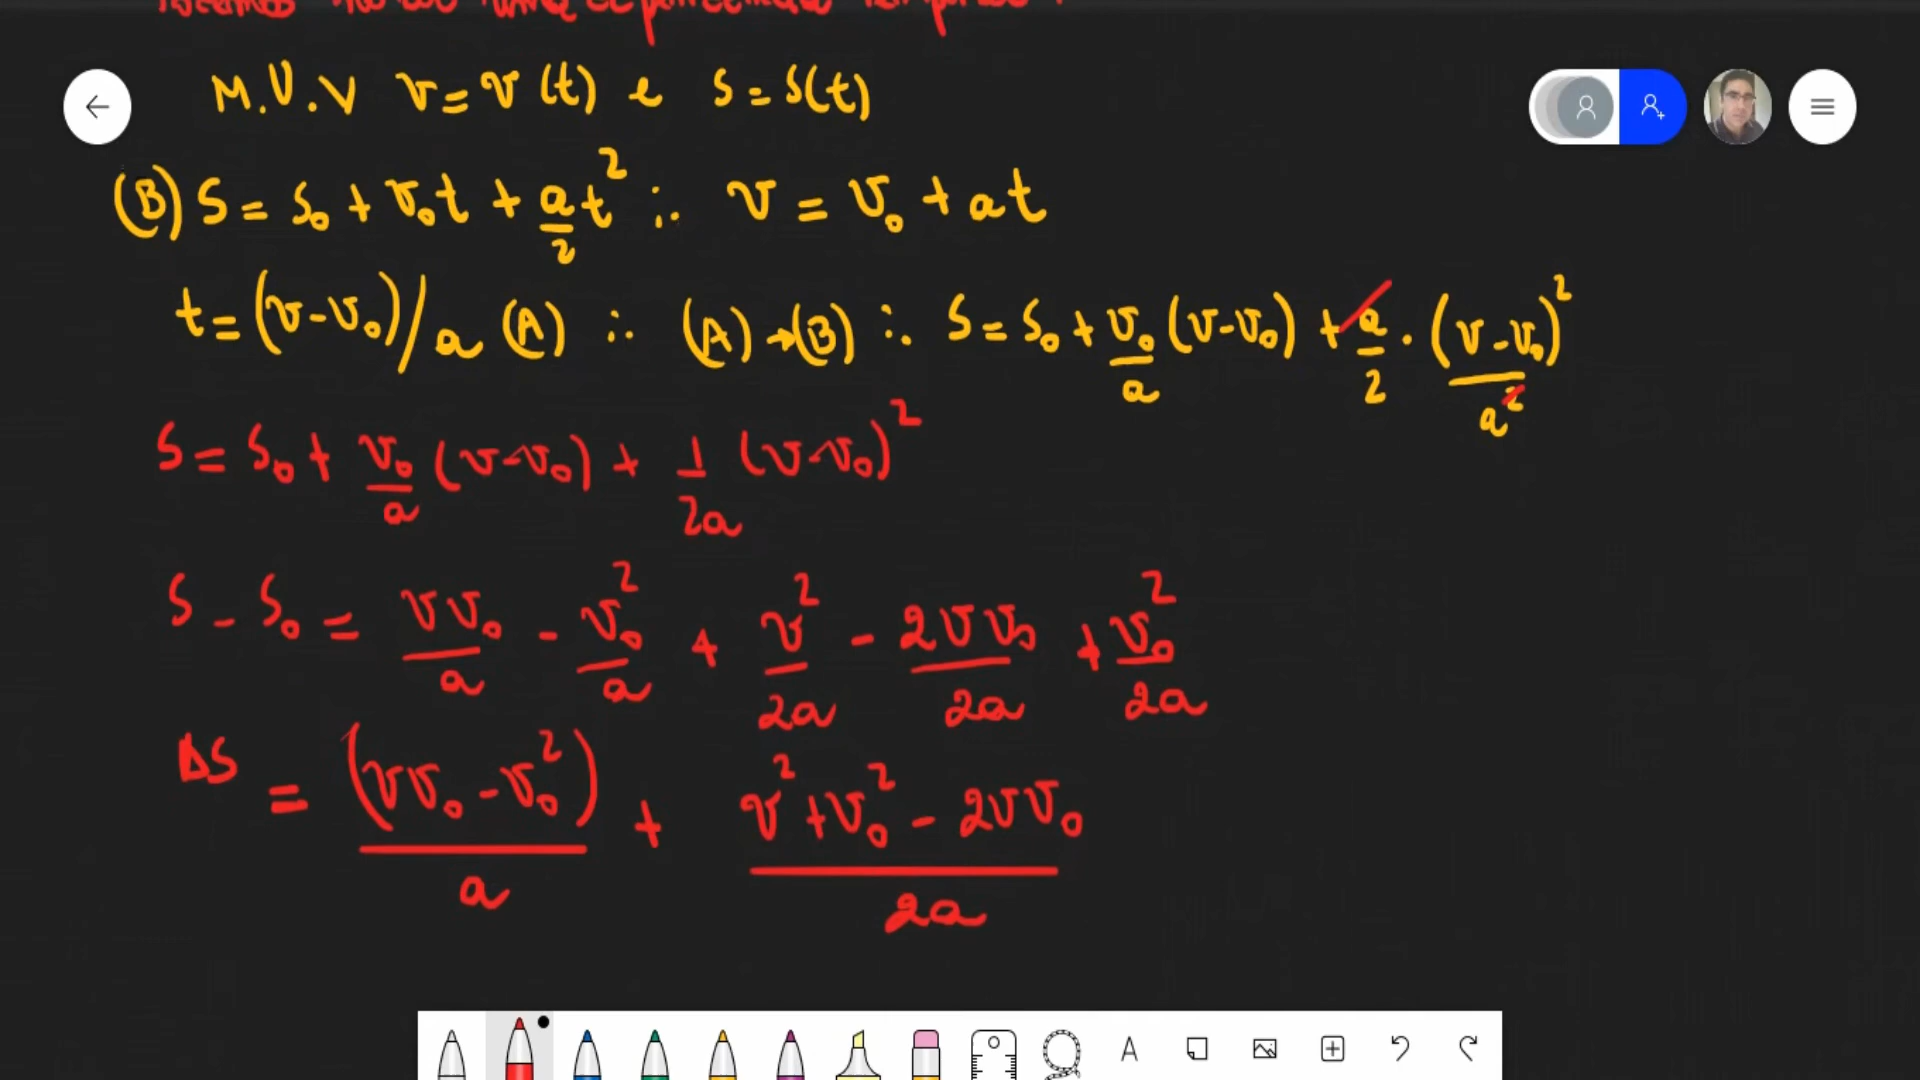 M.U.V v=v(t) e S=S(t)
(B) S = S₀ + v₀t + a/2 t² ∴ v = v₀ + at
t = (v-v₀)/a (A) ∴ (A)→(B) ∴ S = S₀ + v₀/a (v-v₀) + a/2 · (v-v₀)²/a²
S = S₀ + v₀/a (v-v₀) + 1/2a (v-v₀)²
S - S₀ = vv₀/a - v₀²/a + v²/2a - 2vv₀/2a + v₀²/2a
ΔS = (vv₀ - v₀²)/a + v²+v₀²-2vv₀/2a
A